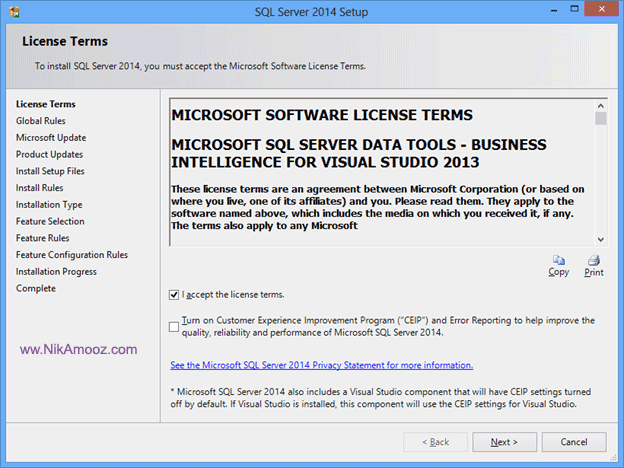 SQL Server 2014 Setup
License Terms
To install SQL Server 2014, you must accept the Microsoft Software License Terms.
License Terms
Global Rules
Microsoft Update
Product Updates
Install Setup Files
Install Rules
Installation Type
Feature Selection
Feature Rules
Feature Configuration Rules
Installation Progress
Complete
ww.NikAmooz.com
MICROSOFT SOFTWARE LICENSE TERMS
MICROSOFT SQL SERVER DATA TOOLS - BUSINESS
INTELLIGENCE FOR VISUAL STUDIO 2013
These license terms are an agreement between Microsoft Corporation (or based on
where you live, one of its affiliates) and you. Please read them. They apply to the
software named above, which includes the media on which you received it, if any.
The terms also apply to any Microsoft
Copy Print
I accept the license terms.
Turn on Customer Experience Improvement Program ("CEIP") and Error Reporting to help improve the
quality, reliability and performance of Microsoft SQL Server 2014.
See the Microsoft SQL Server 2014 Privacy Statement for more information.
* Microsoft SQL Server 2014 also includes a Visual Studio component that will have CEIP settings turned
off by default. If Visual Studio is installed, this component will use the CEIP settings for Visual Studio.
< Back Next > Cancel